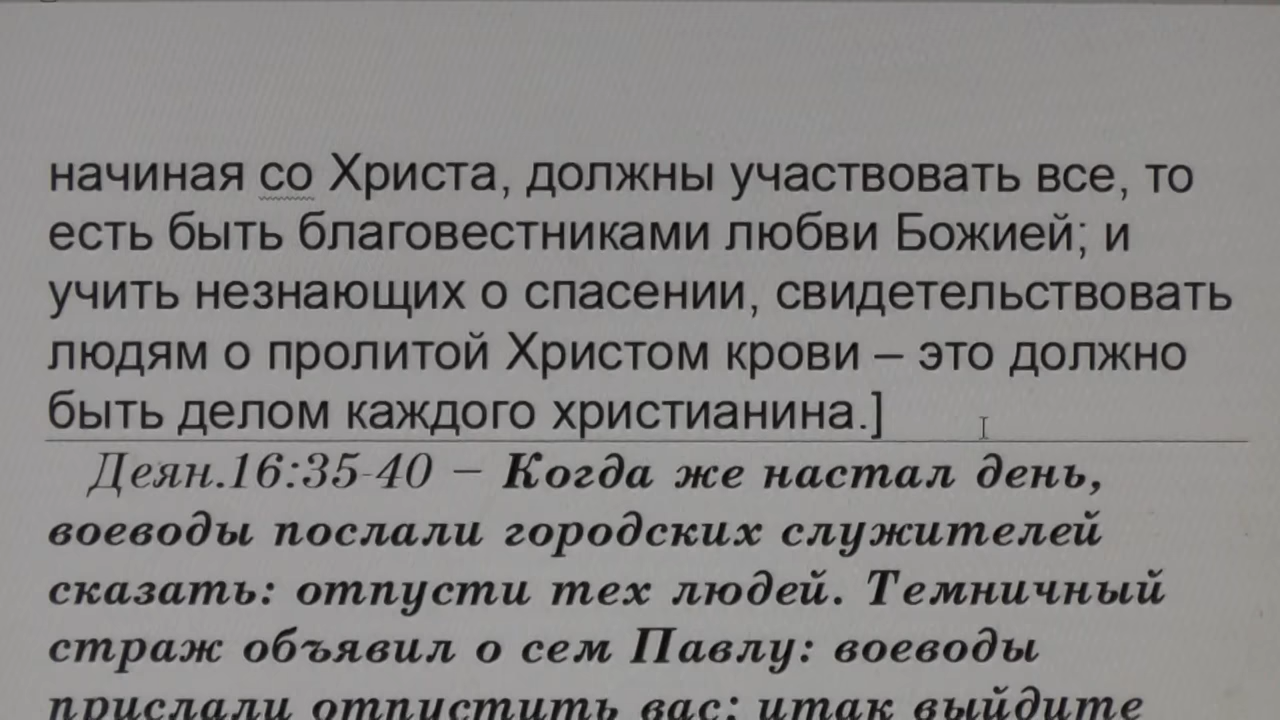 начиная со Христа, должны участвовать все, то
есть быть благовестниками любви Божией; и
учить незнающих о спасении, свидетельствовать
людям о пролитой Христом крови – это должно
быть делом каждого христианина.]
Деян.16:35-40 – Когда же настал день,
воеводы послали городских служителей
сказать: отпусти тех людей. Темничный
страж объявил о сем Павлу: воеводы
прислали отпустить вас; итак выйдите